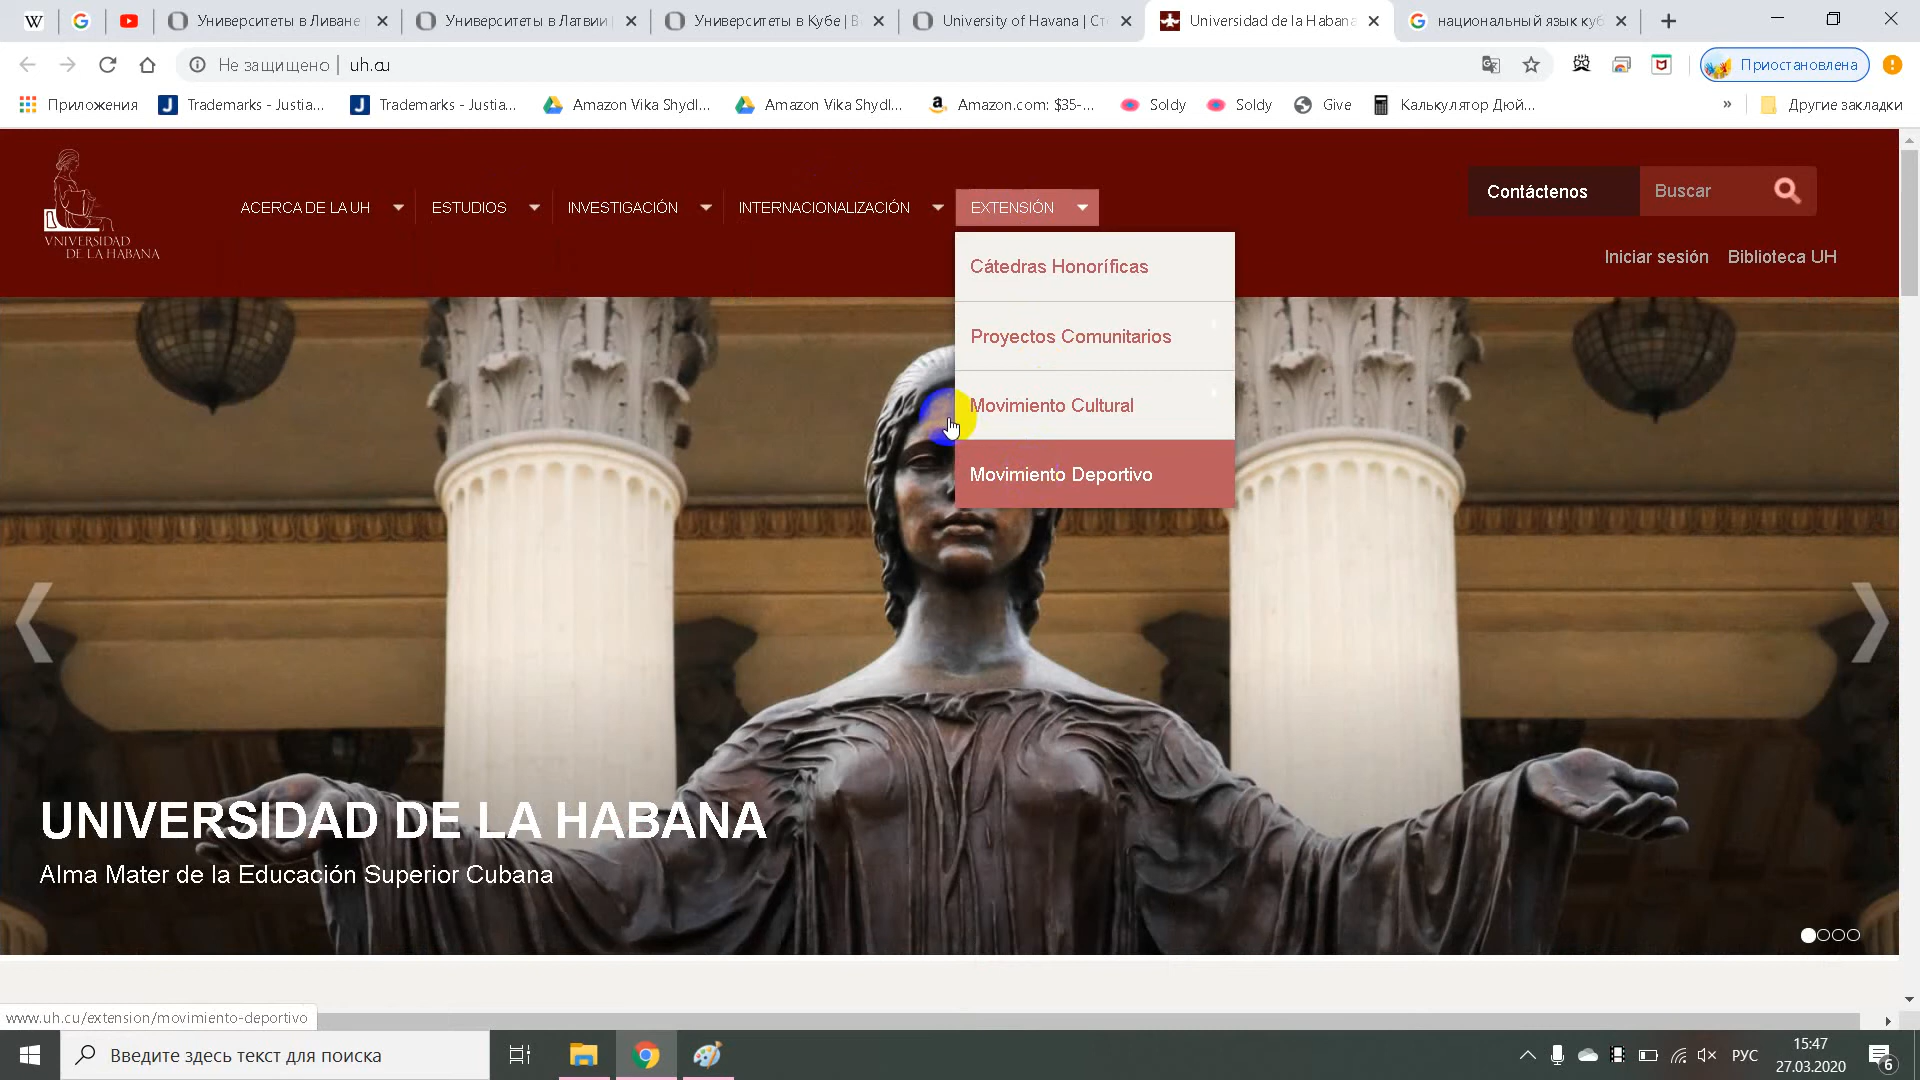 Университеты в Ливане
Университеты в Латвии
Университеты в Кубе | В
University of Havana | Ст
Universidad de la Habana
национальный язык куб
Не защищено
uh.cu
Приостановлена
Приложения
Trademarks - Justia...
Trademarks - Justia...
Amazon Vika Shydl...
Amazon Vika Shydl...
Amazon.com: $35-...
Soldy
Soldy
Give
Калькулятор Дюй...
»
Другие закладки
VNIVERSIDAD
DE LA HABANA
ACERCA DE LA UH
ESTUDIOS
INVESTIGACIÓN
INTERNACIONALIZACIÓN
EXTENSIÓN
Contáctenos
Buscar
Iniciar sesión
Biblioteca UH
Cátedras Honoríficas
Proyectos Comunitarios
Movimiento Cultural
Movimiento Deportivo
UNIVERSIDAD DE LA HABANA
Alma Mater de la Educación Superior Cubana
www.uh.cu/extension/movimiento-deportivo
Введите здесь текст для поиска
РУС
15:47
27.03.2020
6